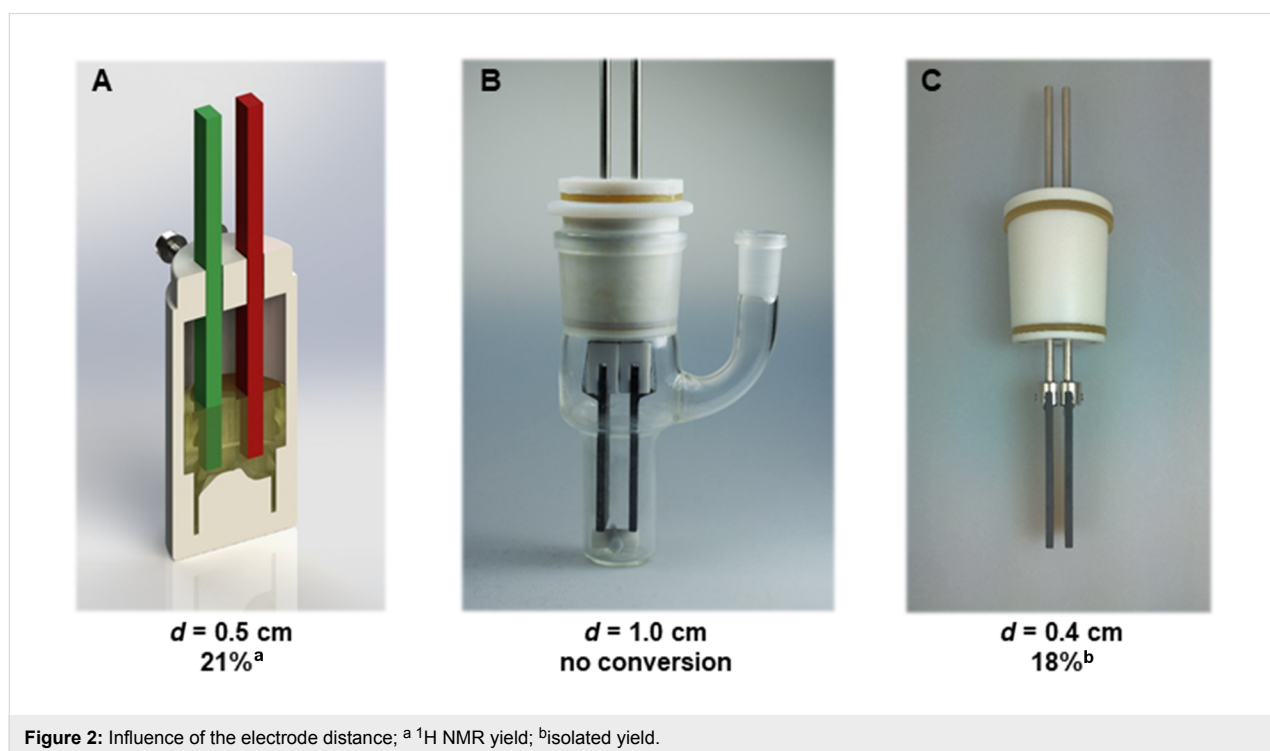 A
B
C
d = 0.5 cm
21%ᵃ
d = 1.0 cm
no conversion
d = 0.4 cm
18%ᵇ
Figure 2: Influence of the electrode distance; ᵃ ¹H NMR yield; ᵇisolated yield.